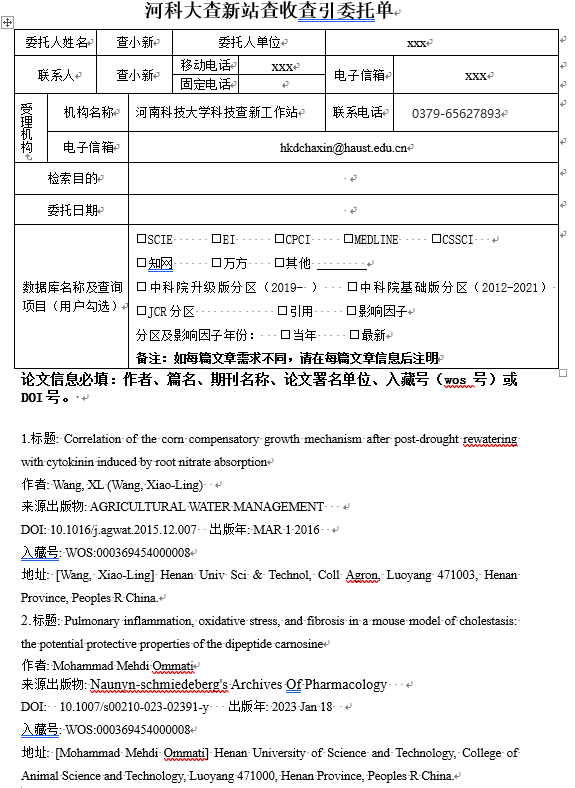 河科大查新站查收查引委托单
委托人姓名 查小新 委托人单位 xxx
联系人 查小新 移动电话 xxx 电子信箱 xxx
固定电话
受理机构 机构名称 河南科技大学科技查新工作站 联系电话 0379-65627893
电子信箱 hkdchaxin@haust.edu.cn
检索目的
委托日期
数据库名称及查询项目（用户勾选）
□SCIE □EI □CPCI □MEDLINE □CSSCI
□知网 □万方 □其他
□中科院升级版分区（2019- ） □中科院基础版分区（2012-2021）
□JCR 分区 □引用 □影响因子
分区及影响因子年份： □当年 □最新
备注：如每篇文章需求不同，请在每篇文章信息后注明
论文信息必填：作者、篇名、期刊名称、论文署名单位、入藏号（wos 号）或
DOI 号。
1.标题: Correlation of the corn compensatory growth mechanism after post-drought rewatering
with cytokinin induced by root nitrate absorption
作者: Wang, XL (Wang, Xiao-Ling)
来源出版物: AGRICULTURAL WATER MANAGEMENT
DOI: 10.1016/j.agwat.2015.12.007 出版年: MAR 1 2016
入藏号: WOS:000369454000008
地址: [Wang, Xiao-Ling] Henan Univ Sci & Technol, Coll Agron, Luoyang 471003, Henan
Province, Peoples R China.
2.标题: Pulmonary inflammation, oxidative stress, and fibrosis in a mouse model of cholestasis:
the potential protective properties of the dipeptide carnosine
作者: Mohammad Mehdi Ommati
来源出版物: Naunyn-schmiedeberg's Archives Of Pharmacology
DOI: 10.1007/s00210-023-02391-y 出版年: 2023 Jan 18
入藏号: WOS:000369454000008
地址: [Mohammad Mehdi Ommati] Henan University of Science and Technology, College of
Animal Science and Technology, Luoyang 471000, Henan Province, Peoples R China.